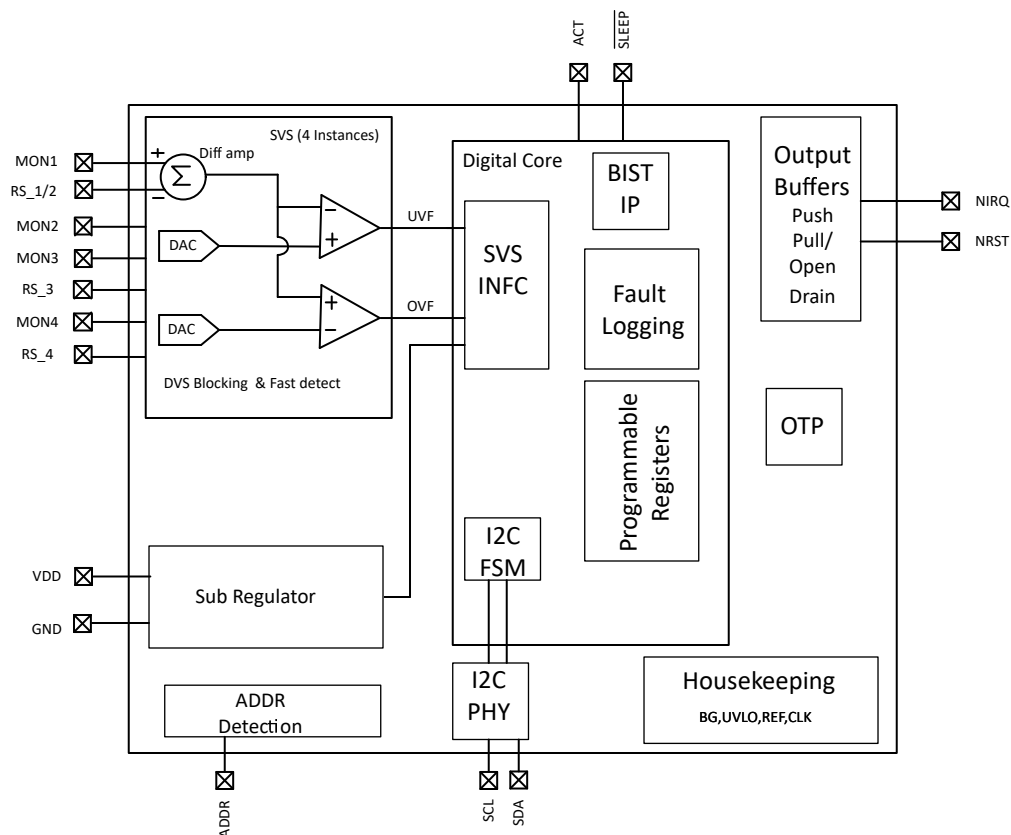 ACT
SLEEP
SVS (4 Instances)
+
Diff amp
Σ
−
MON1
RS_1/2
MON2
MON3
RS_3
MON4
RS_4
DAC
−
+
UVF
DAC
+
−
OVF
DVS Blocking & Fast detect
Digital Core
BIST
IP
SVS
INFC
Fault
Logging
Programmable
Registers
I2C
FSM
Output
Buffers
Push
Pull/
Open
Drain
NIRQ
NRST
OTP
VDD
GND
Sub Regulator
ADDR
Detection
I2C
PHY
Housekeeping
BG,UVLO,REF,CLK
ADDR
SCL
SDA